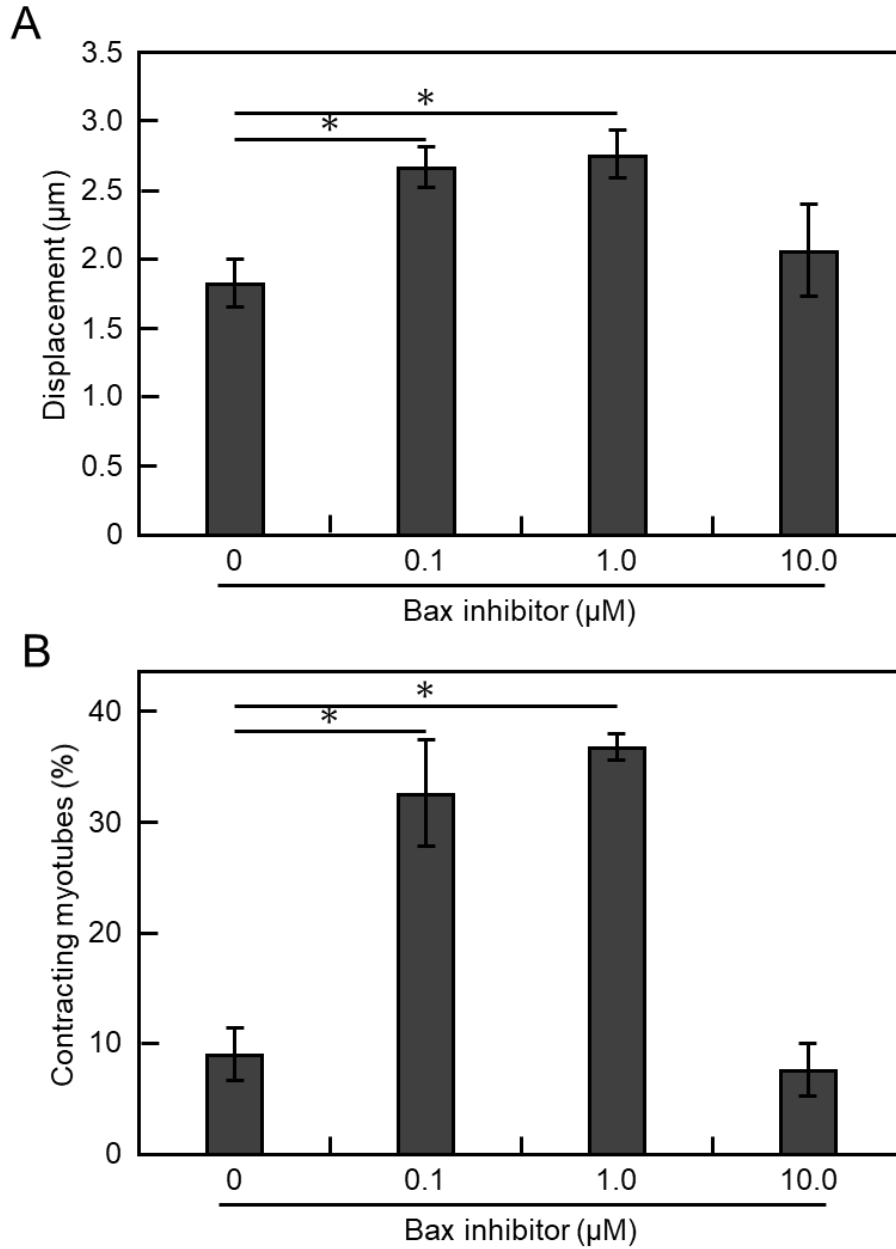 A
Displacement (µm)
3.5
3.0
2.5
2.0
1.5
1.0
0.5
0
*
*
0 0.1 1.0 10.0
Bax inhibitor (µM)
B
Contracting myotubes (%)
40
30
20
10
0
*
*
0 0.1 1.0 10.0
Bax inhibitor (µM)